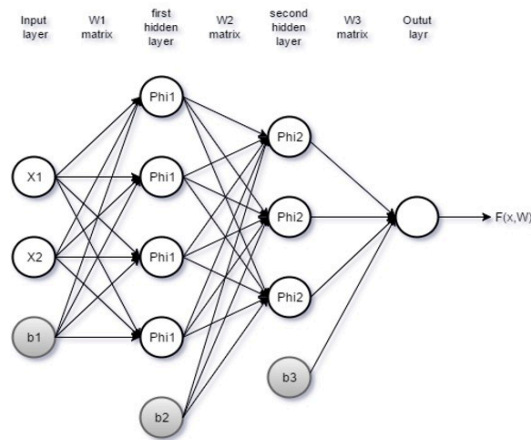 Input
layer
W1
matrix
first
hidden
layer
W2
matrix
second
hidden
layer
W3
matrix
Outut
layr
Phi1
Phi2
X1
Phi1
Phi2
F(x,W)
X2
Phi1
Phi2
b1
Phi1
b3
b2